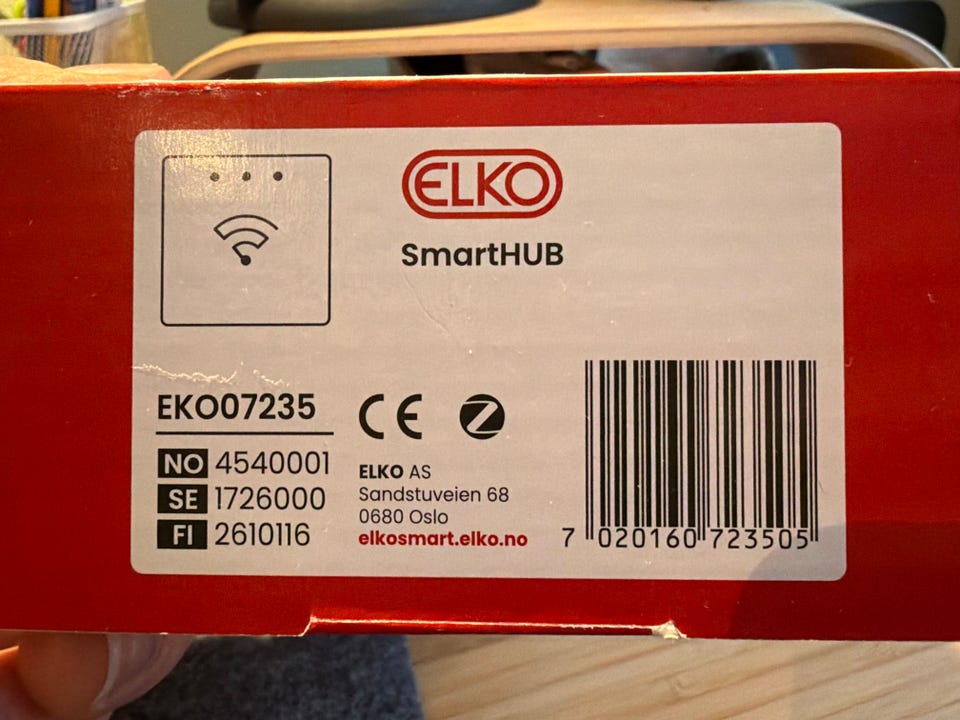 ELKO
SmartHUB
EKO07235
NO 4540001
SE 1726000
FI 2610116
CE
ELKO AS
Sandstuveien 68
0680 Oslo
elkosmart.elko.no
7 020160 723505